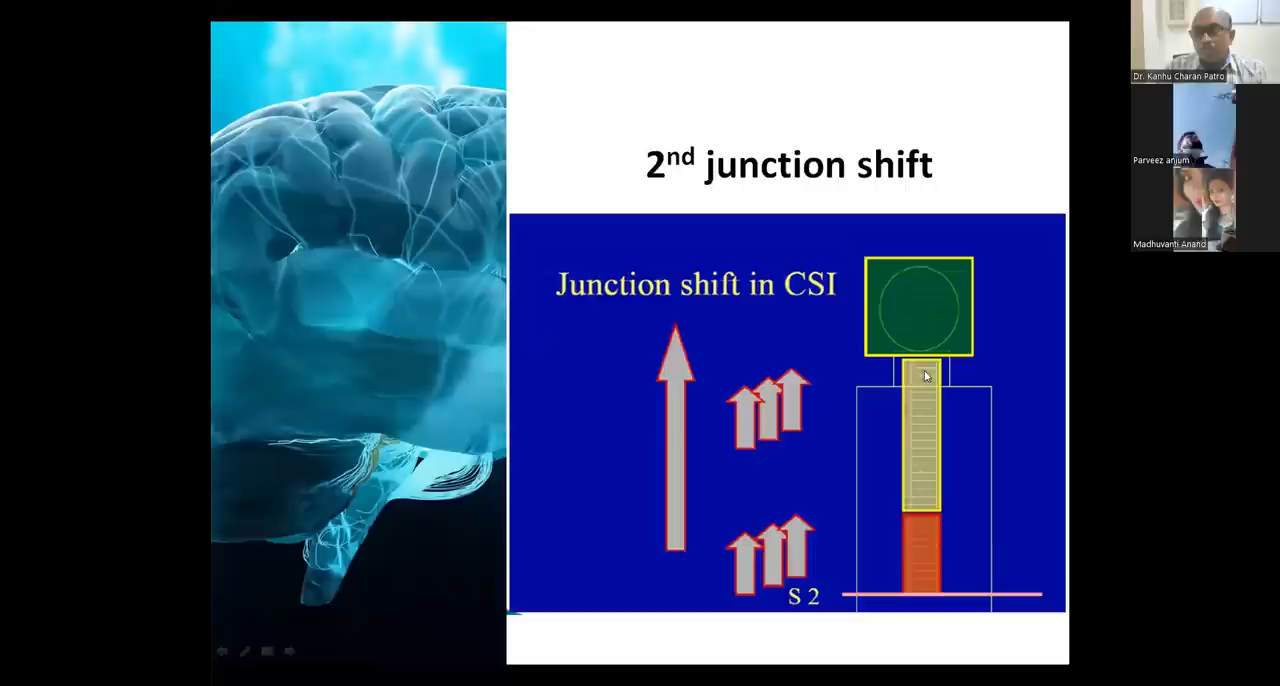 2nd junction shift
Junction shift in CSI
S 2
Dr. Kanhu Charan Patro
Parveez anjum
Madhuvanti Anand